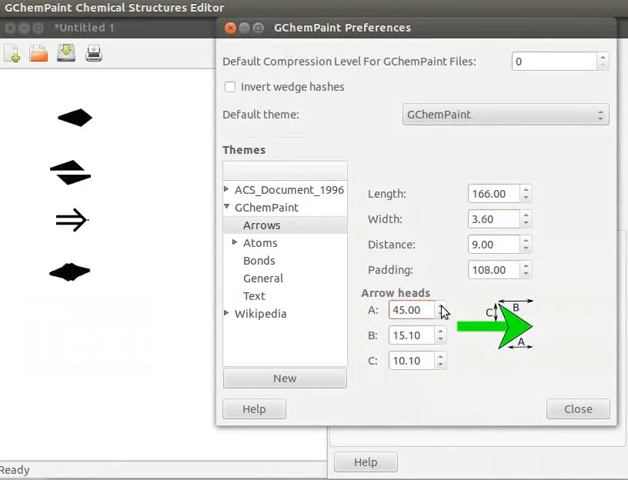 GChemPaint Chemical Structures Editor
*Untitled 1
GChemPaint Preferences
Default Compression Level For GChemPaint Files: 0
Invert wedge hashes
Default theme: GChemPaint
Themes
ACS_Document_1996
GChemPaint
Arrows
Atoms
Bonds
General
Text
Wikipedia
New
Length: 166.00
Width: 3.60
Distance: 9.00
Padding: 108.00
Arrow heads
A: 45.00
B: 15.10
C: 10.10
B
C
A
Help
Close
Help
Ready